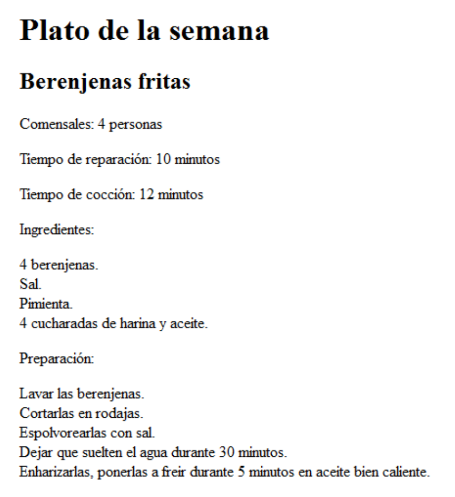 Plato de la semana
Berenjenas fritas
Comensales: 4 personas
Tiempo de reparación: 10 minutos
Tiempo de cocción: 12 minutos
Ingredientes:
4 berenjenas.
Sal.
Pimienta.
4 cucharadas de harina y aceite.
Preparación:
Lavar las berenjenas.
Cortarlas en rodajas.
Espolvorearlas con sal.
Dejar que suelten el agua durante 30 minutos.
Enharizarlas, ponerlas a freir durante 5 minutos en aceite bien caliente.